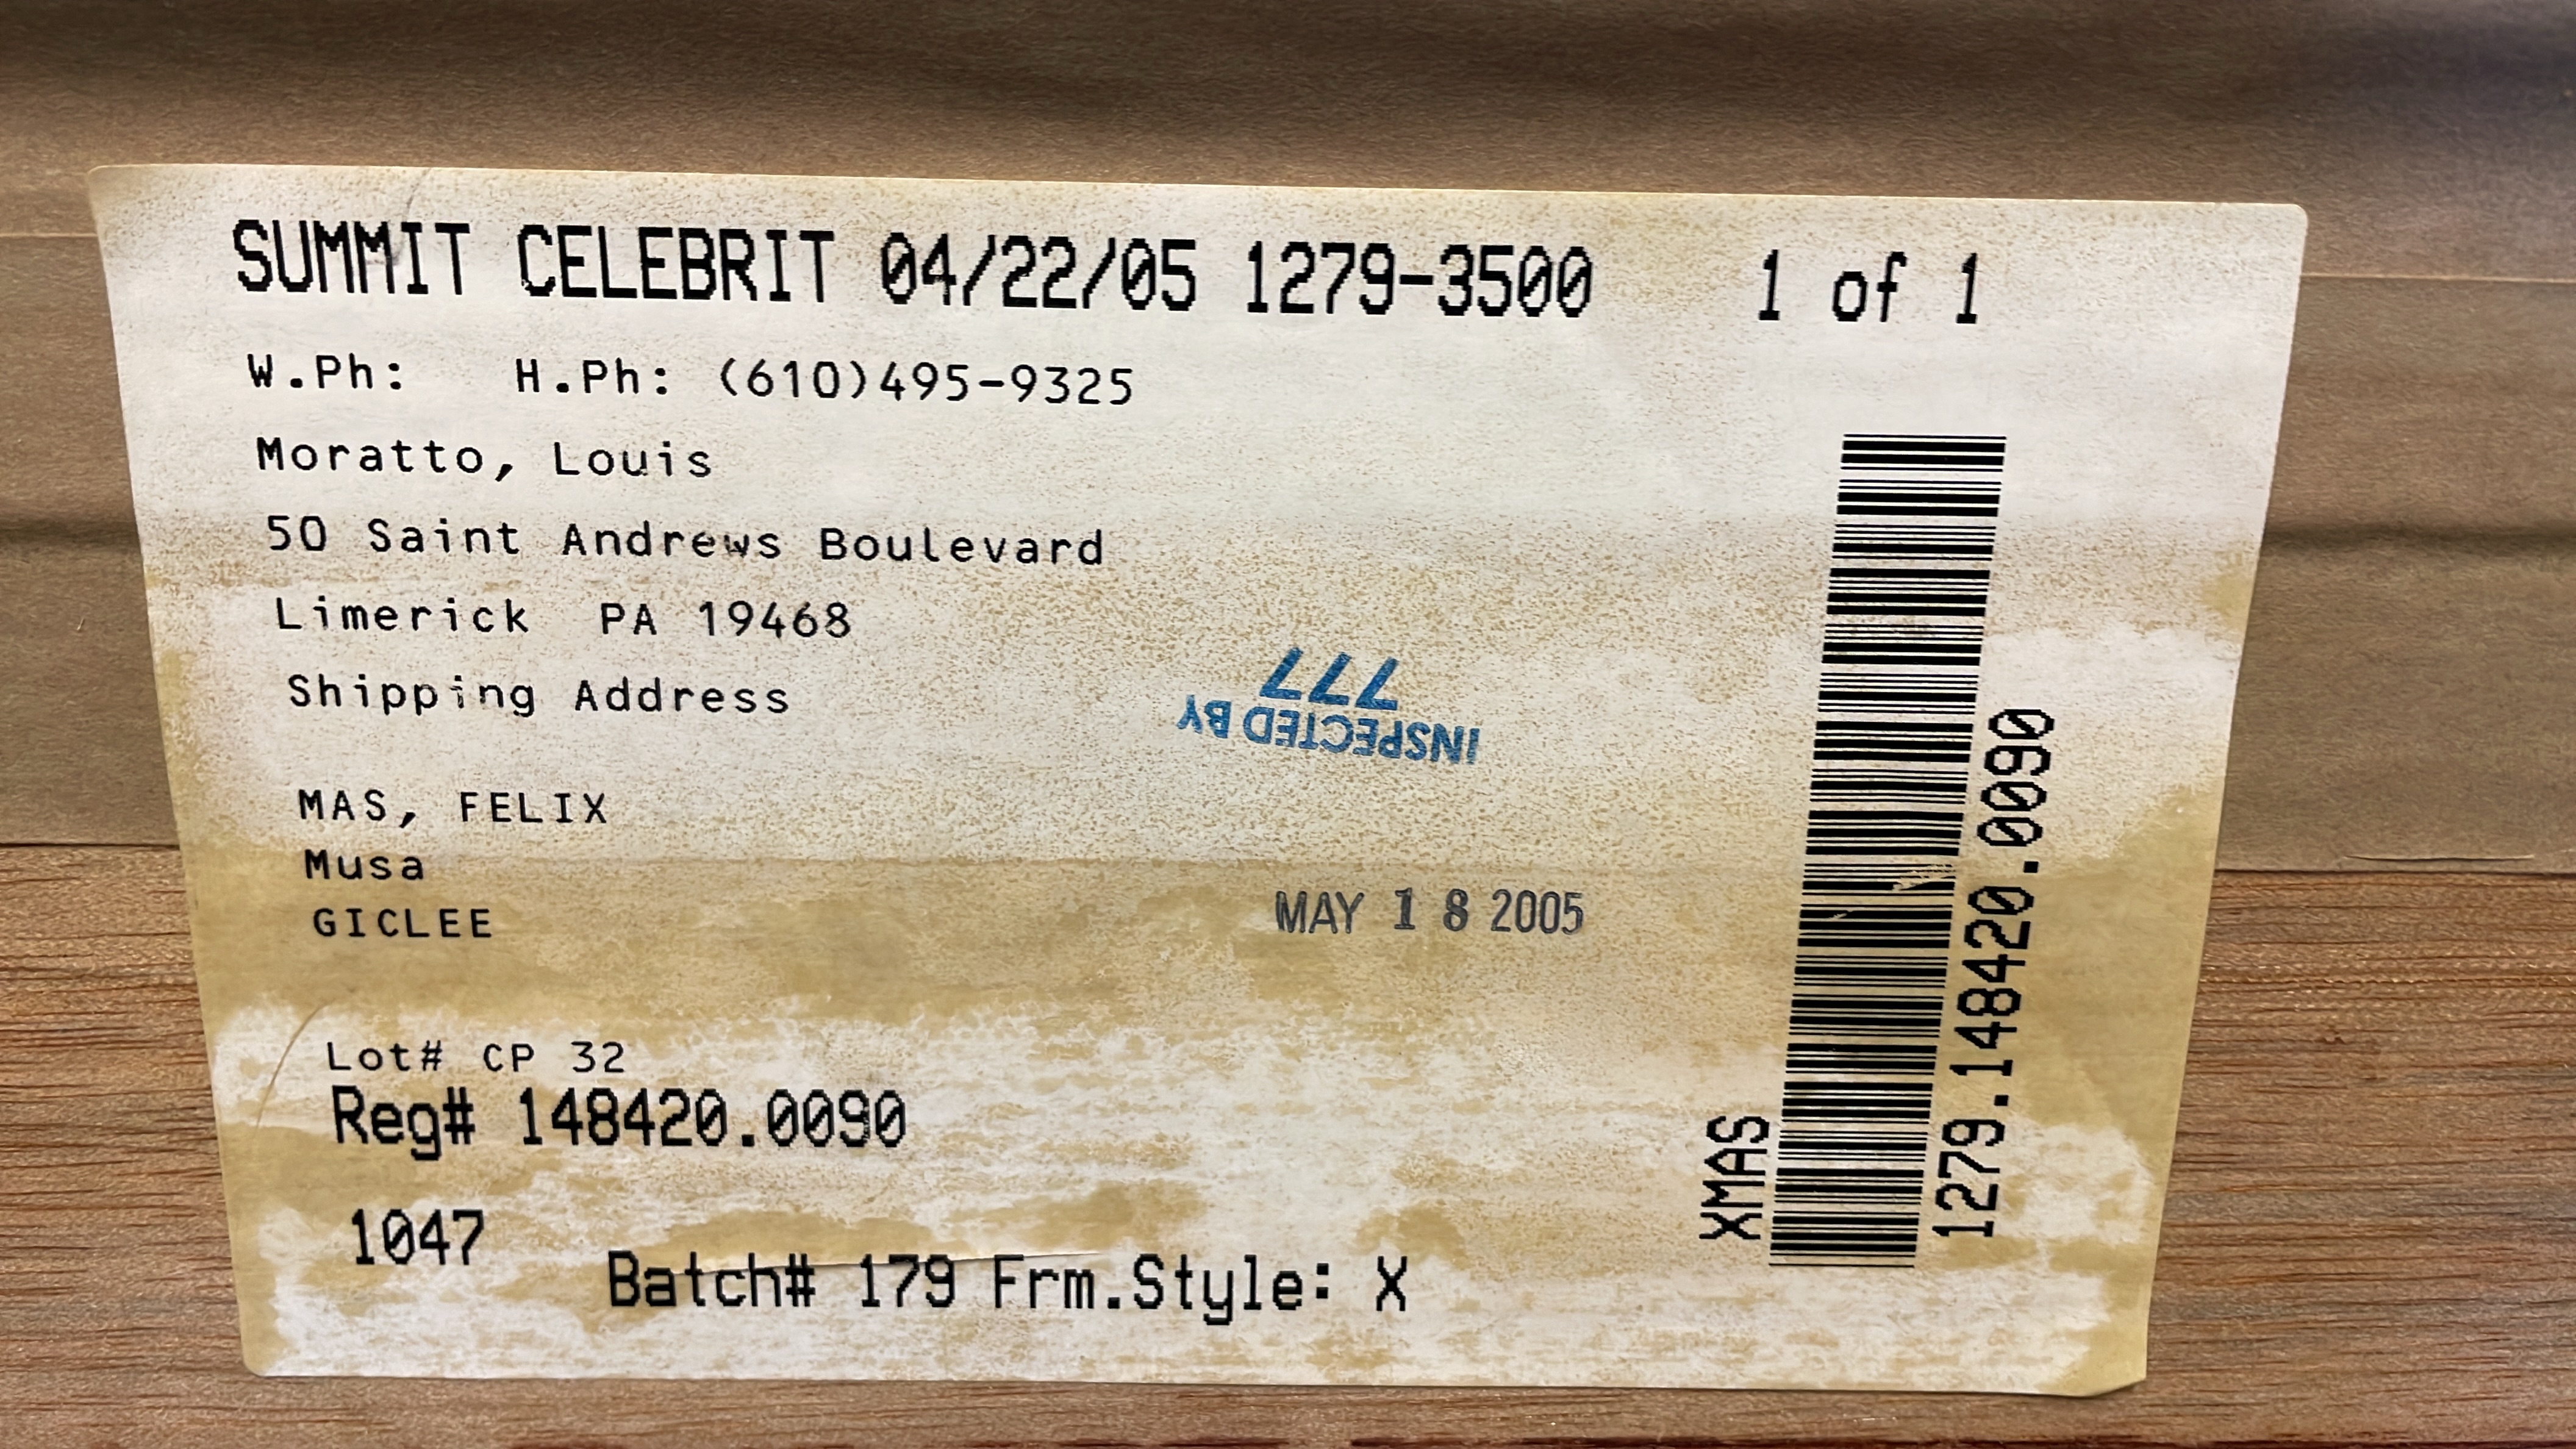 SUMMIT CELEBRIT 04/22/05 1279-3500 1 of 1
W.Ph: H.Ph: (610)495-9325
Moratto, Louis
50 Saint Andrews Boulevard
Limerick PA 19468
Shipping Address
INSPECTED BY
777
MAS, FELIX
Musa
GICLEE
MAY 18 2005
Lot# CP 32
Reg# 148420.0090
1047
Batch# 179 Frm.Style: X
XMAS
1279.148420.0090